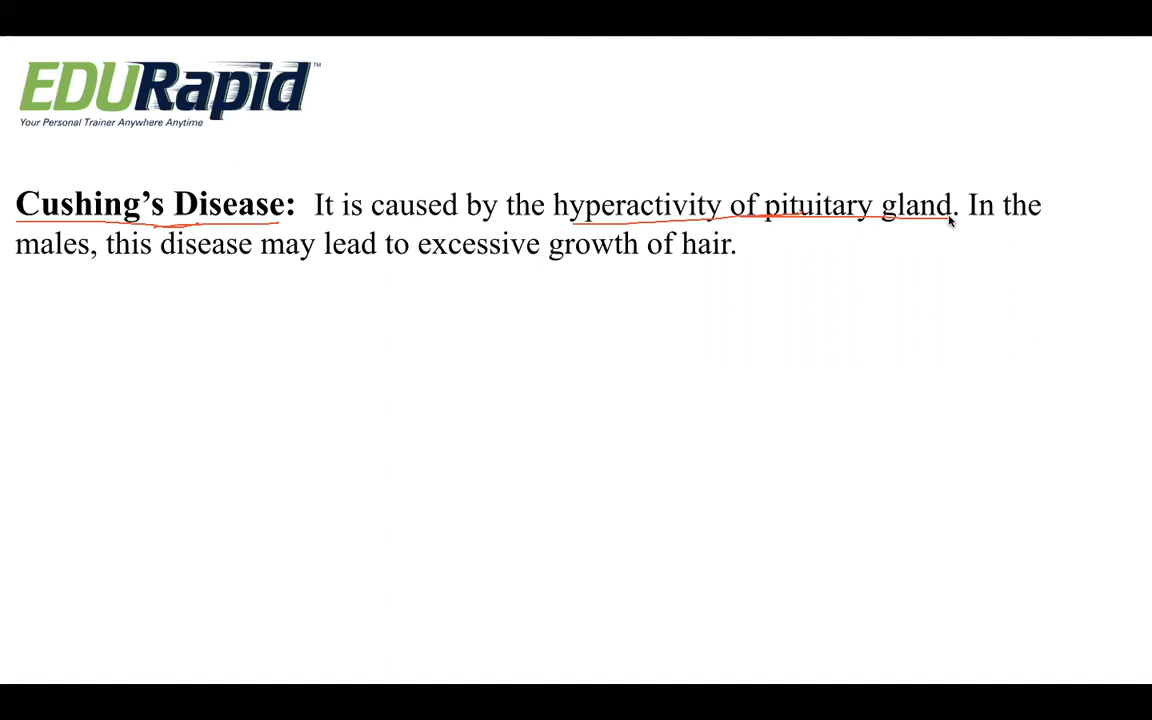 EDURapid™
Your Personal Trainer Anywhere Anytime
Cushing’s Disease: It is caused by the hyperactivity of pituitary gland. In the
males, this disease may lead to excessive growth of hair.